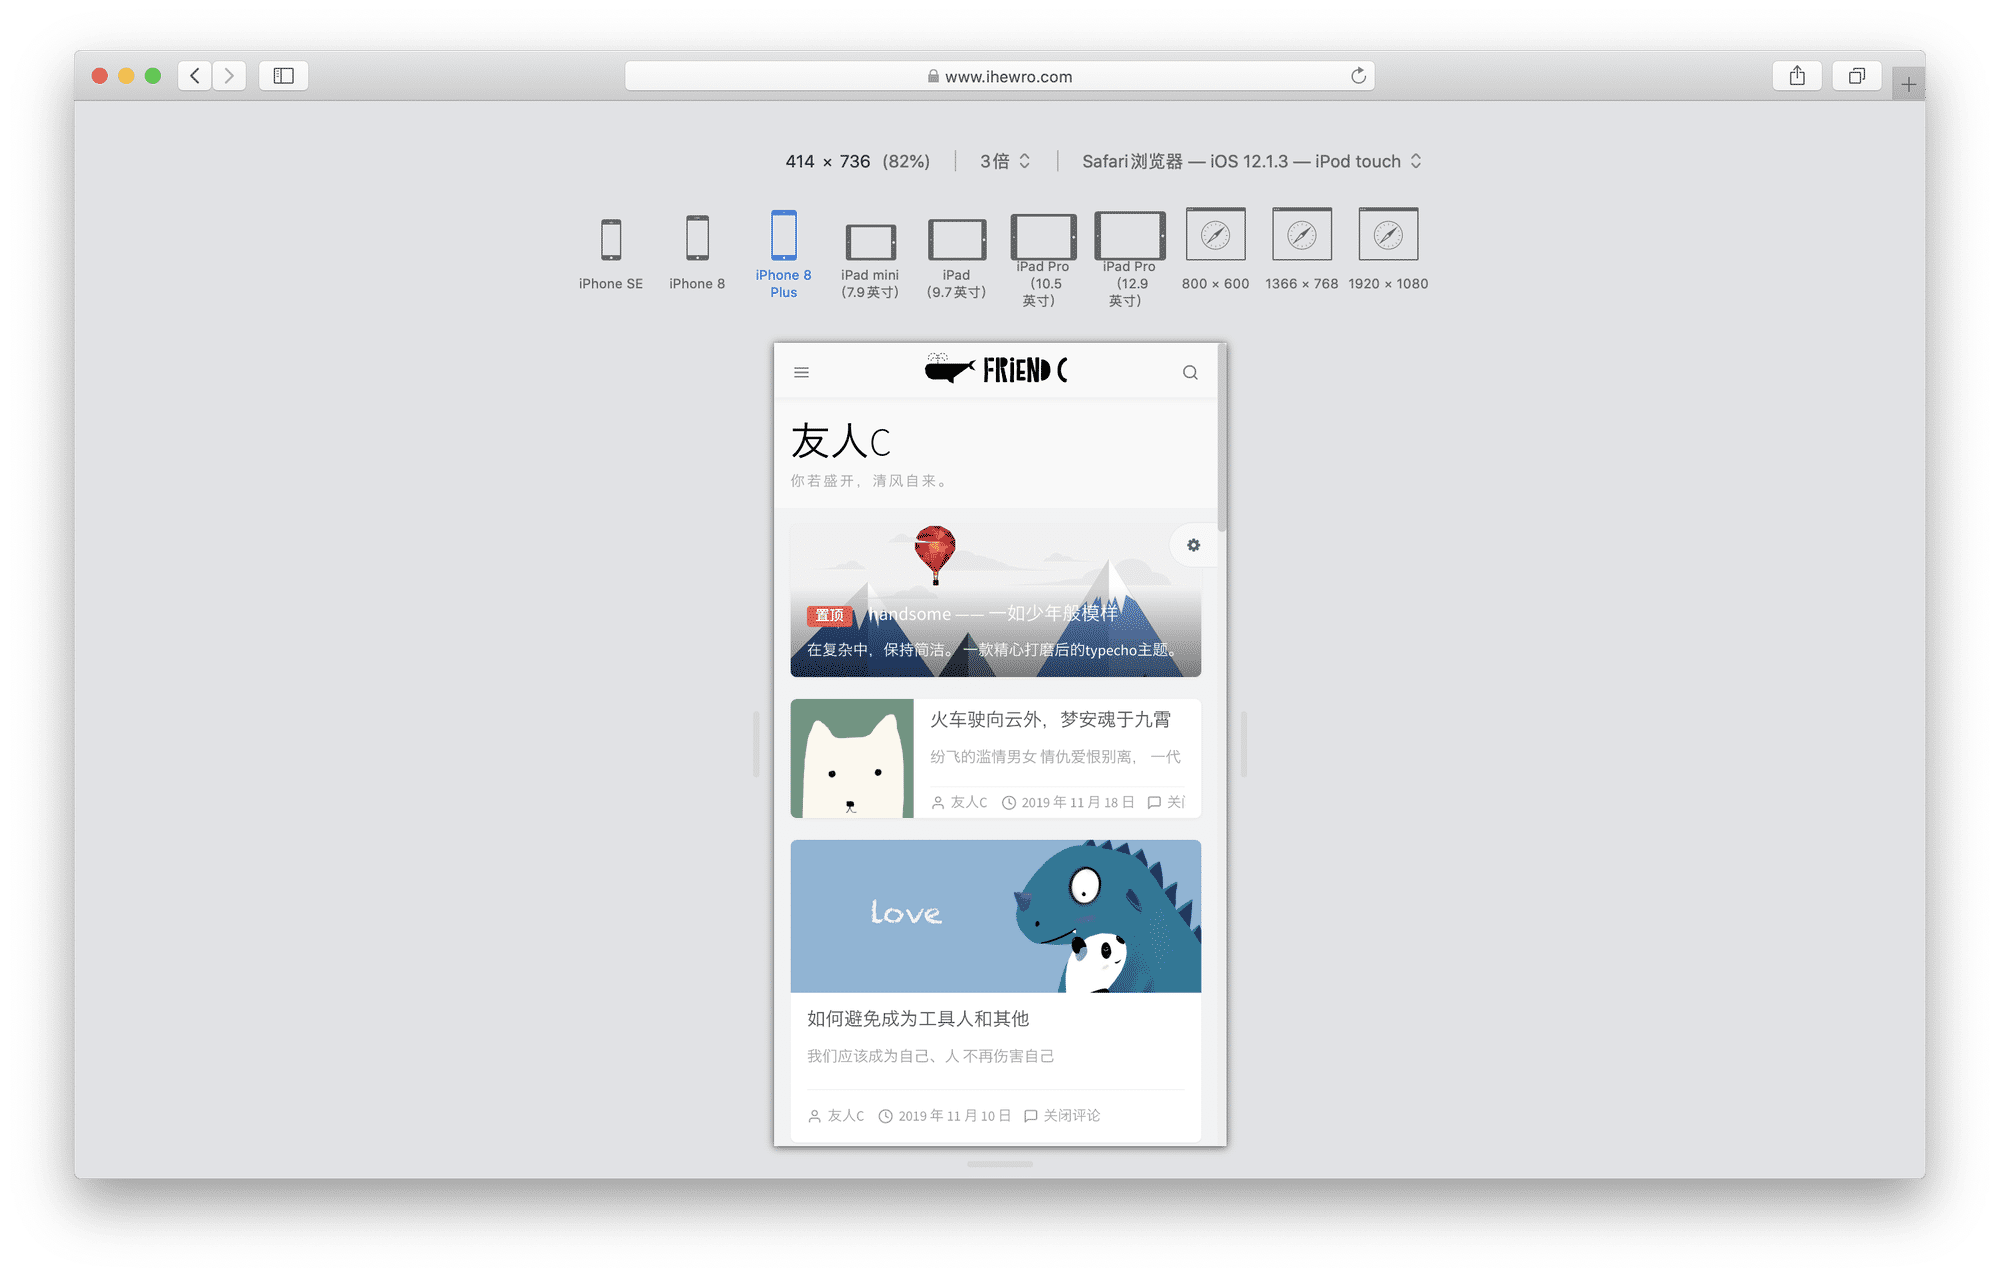 www.ihewro.com
414 × 736 (82%) 3倍 Safari浏览器 — iOS 12.1.3 — iPod touch
iPhone SE
iPhone 8
iPhone 8
Plus
iPad mini
(7.9英寸)
iPad
(9.7英寸)
iPad Pro
(10.5
英寸)
iPad Pro
(12.9
英寸)
800 × 600
1366 × 768
1920 × 1080
FRIEND C
友人C
你若盛开，清风自来。
置顶 handsome —— 一如少年般模样
在复杂中，保持简洁。一款精心打磨后的typecho主题。
火车驶向云外，梦安魂于九霄
纷飞的滥情男女 情仇爱恨别离， 一代
友人C 2019 年 11 月 18 日 关
love
如何避免成为工具人和其他
我们应该成为自己、人 不再伤害自己
友人C 2019 年 11 月 10 日 关闭评论